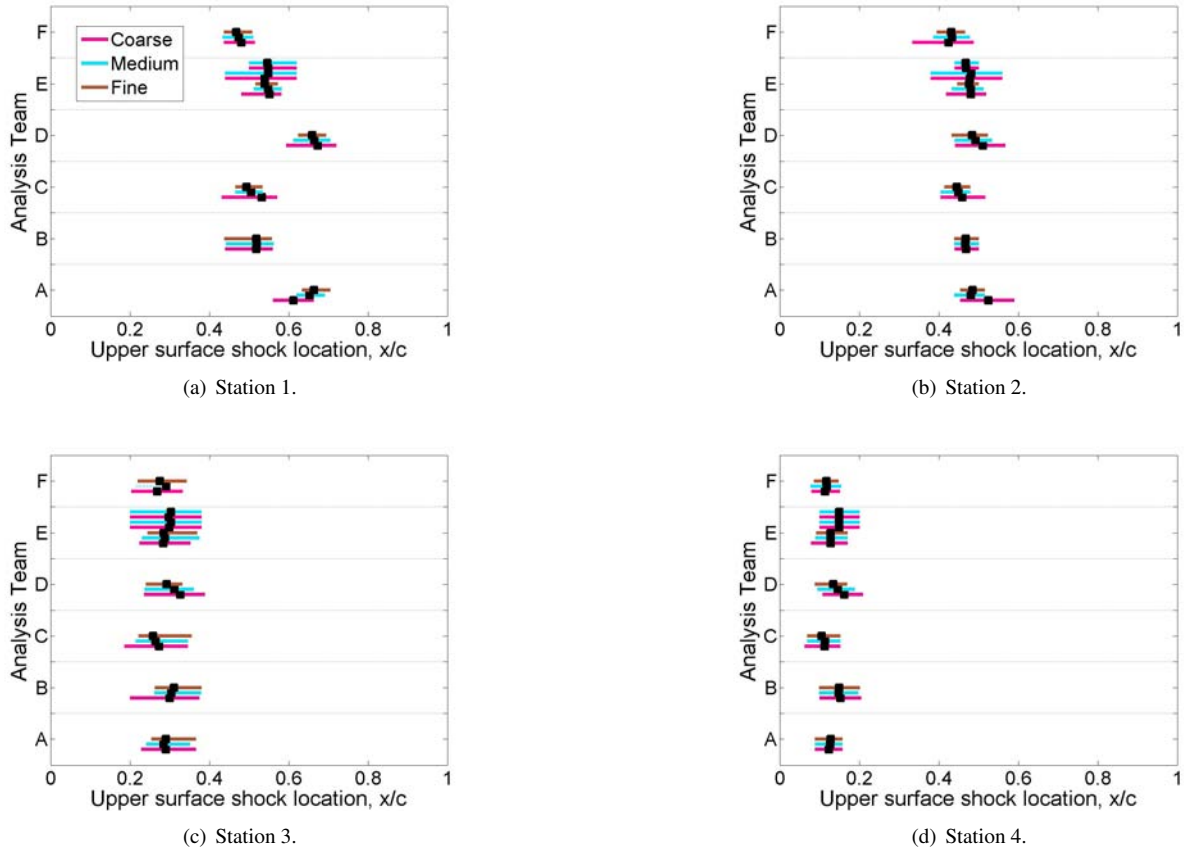 F
E
D
C
B
A
Analysis Team
Coarse
Medium
Fine
0 0.2 0.4 0.6 0.8 1
Upper surface shock location, x/c
(a) Station 1.
F
E
D
C
B
A
Analysis Team
0 0.2 0.4 0.6 0.8 1
Upper surface shock location, x/c
(b) Station 2.
F
E
D
C
B
A
Analysis Team
0 0.2 0.4 0.6 0.8 1
Upper surface shock location, x/c
(c) Station 3.
F
E
D
C
B
A
Analysis Team
0 0.2 0.4 0.6 0.8 1
Upper surface shock location, x/c
(d) Station 4.